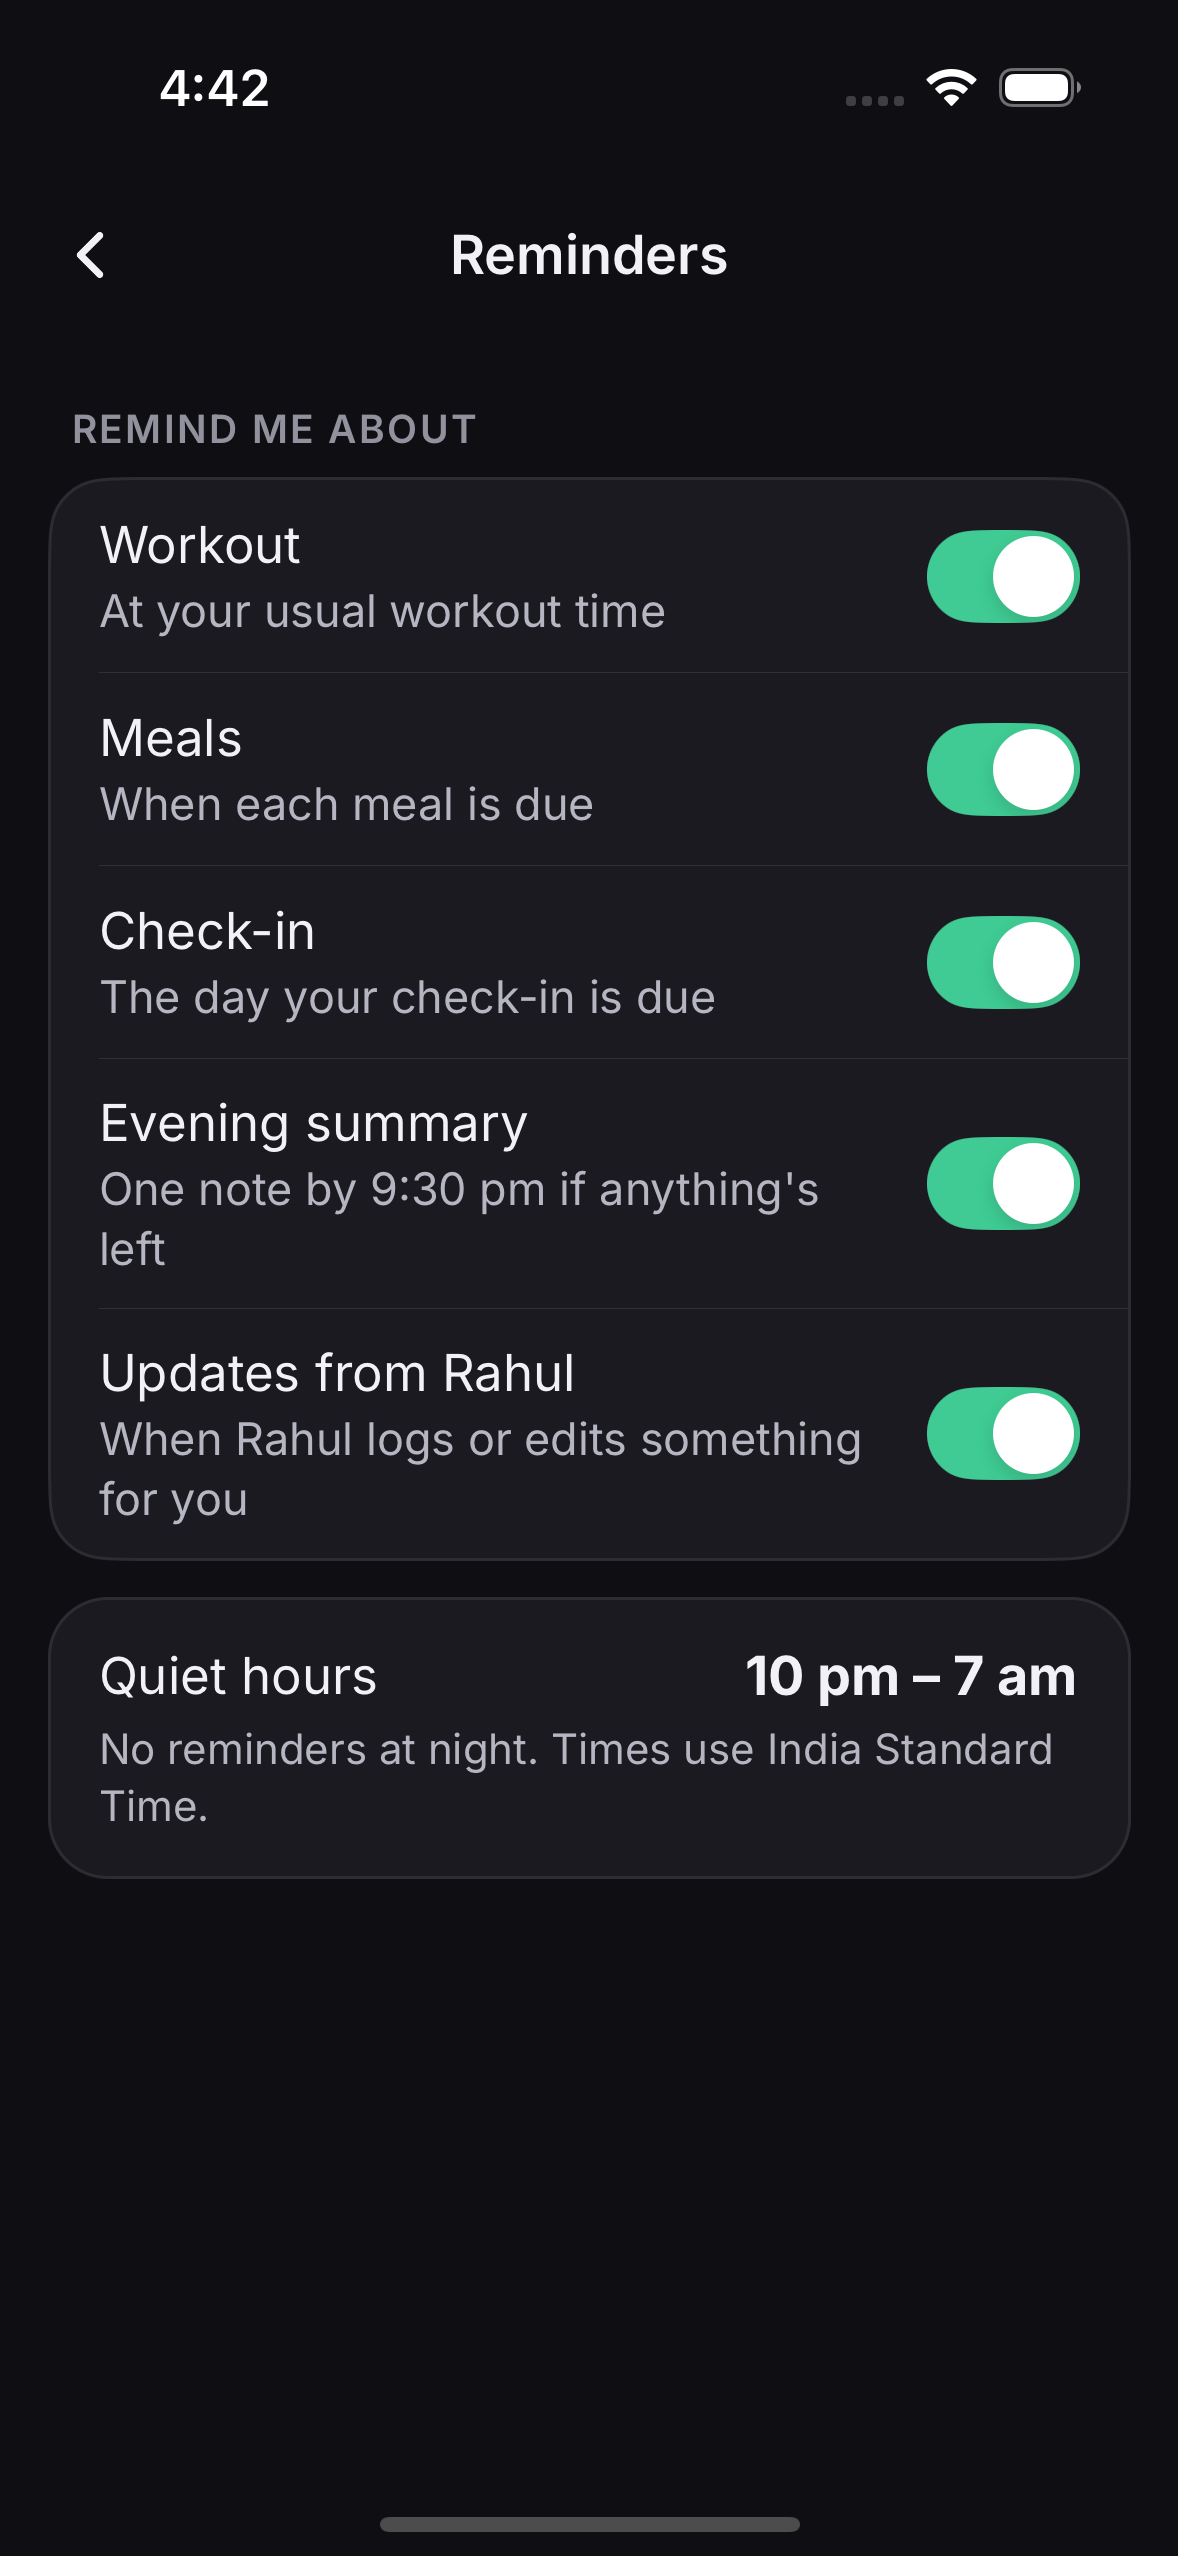 4:42
Reminders
REMIND ME ABOUT
Workout
At your usual workout time
Meals
When each meal is due
Check-in
The day your check-in is due
Evening summary
One note by 9:30 pm if anything's
left
Updates from Rahul
When Rahul logs or edits something
for you
Quiet hours
10 pm – 7 am
No reminders at night. Times use India Standard
Time.